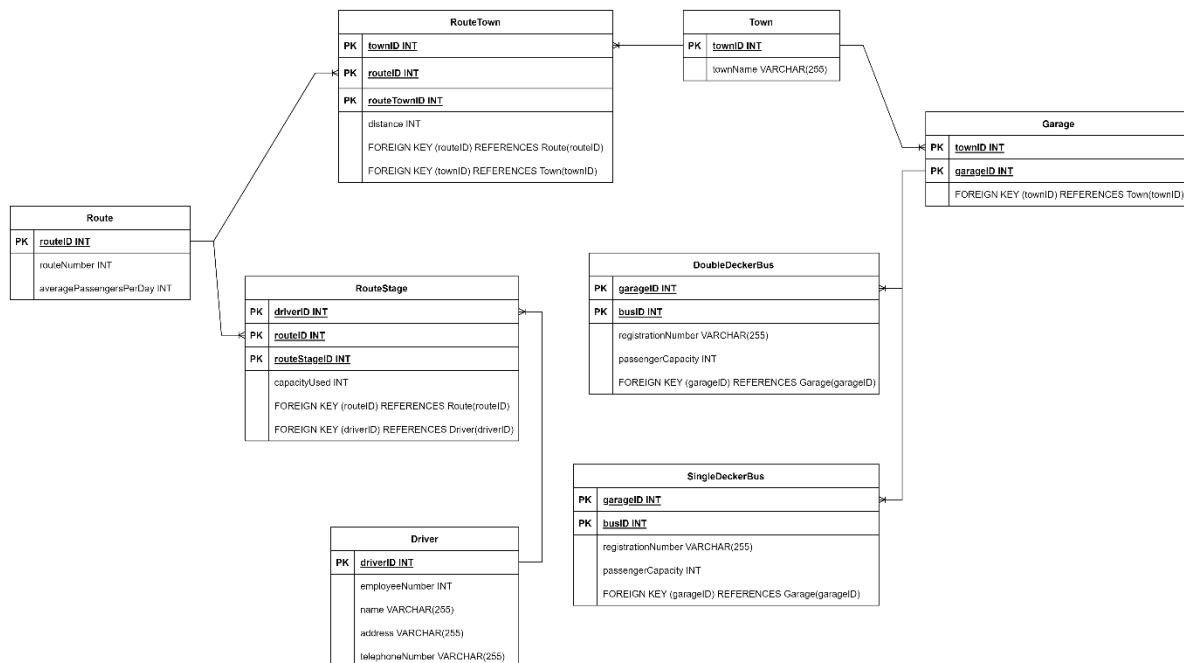 RouteTown
PK townID INT
PK routeID INT
PK routeTownID INT
distance INT
FOREIGN KEY (routeID) REFERENCES Route(routeID)
FOREIGN KEY (townID) REFERENCES Town(townID)
Town
PK townID INT
townName VARCHAR(255)
Garage
PK townID INT
PK garageID INT
FOREIGN KEY (townID) REFERENCES Town(townID)
Route
PK routeID INT
routeNumber INT
averagePassengersPerDay INT
RouteStage
PK driverID INT
PK routeID INT
PK routeStageID INT
capacityUsed INT
FOREIGN KEY (routeID) REFERENCES Route(routeID)
FOREIGN KEY (driverID) REFERENCES Driver(driverID)
DoubleDeckerBus
PK garageID INT
PK busID INT
registrationNumber VARCHAR(255)
passengerCapacity INT
FOREIGN KEY (garageID) REFERENCES Garage(garageID)
SingleDeckerBus
PK garageID INT
PK busID INT
registrationNumber VARCHAR(255)
passengerCapacity INT
FOREIGN KEY (garageID) REFERENCES Garage(garageID)
Driver
PK driverID INT
employeeNumber INT
name VARCHAR(255)
address VARCHAR(255)
telephoneNumber VARCHAR(255)